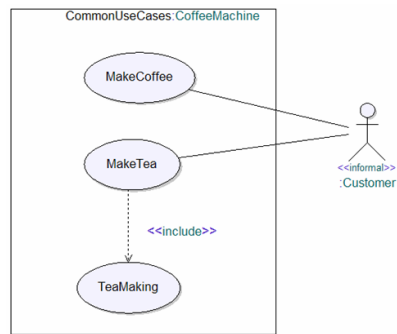 CommonUseCases:CoffeeMachine
MakeCoffee
MakeTea
<<informal>>
:Customer
<<include>>
TeaMaking